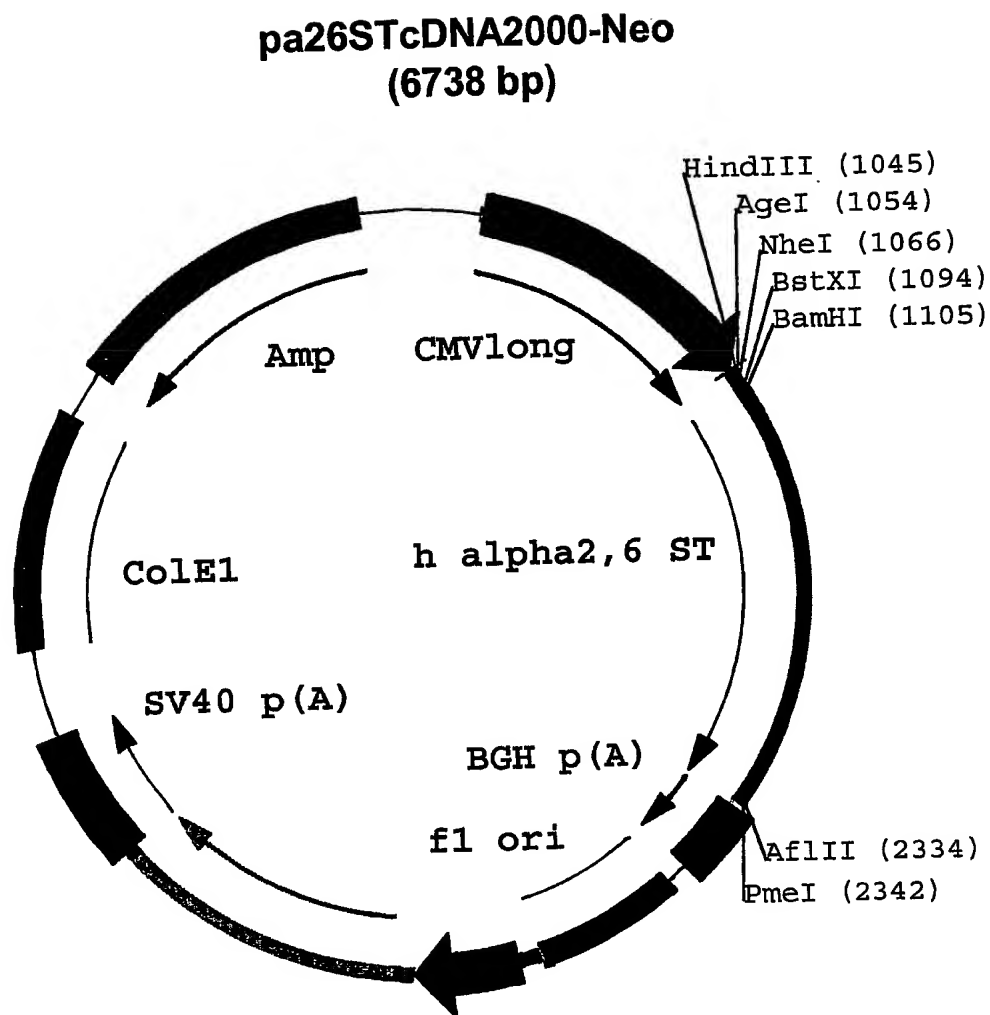 pa26STcDNA2000-Neo
(6738 bp)
HindIII (1045)
AgeI (1054)
NheI (1066)
BstXI (1094)
BamHI (1105)
Amp
CMVlong
ColE1
h alpha2,6 ST
SV40 p(A)
BGH p(A)
f1 ori
AflII (2334)
PmeI (2342)